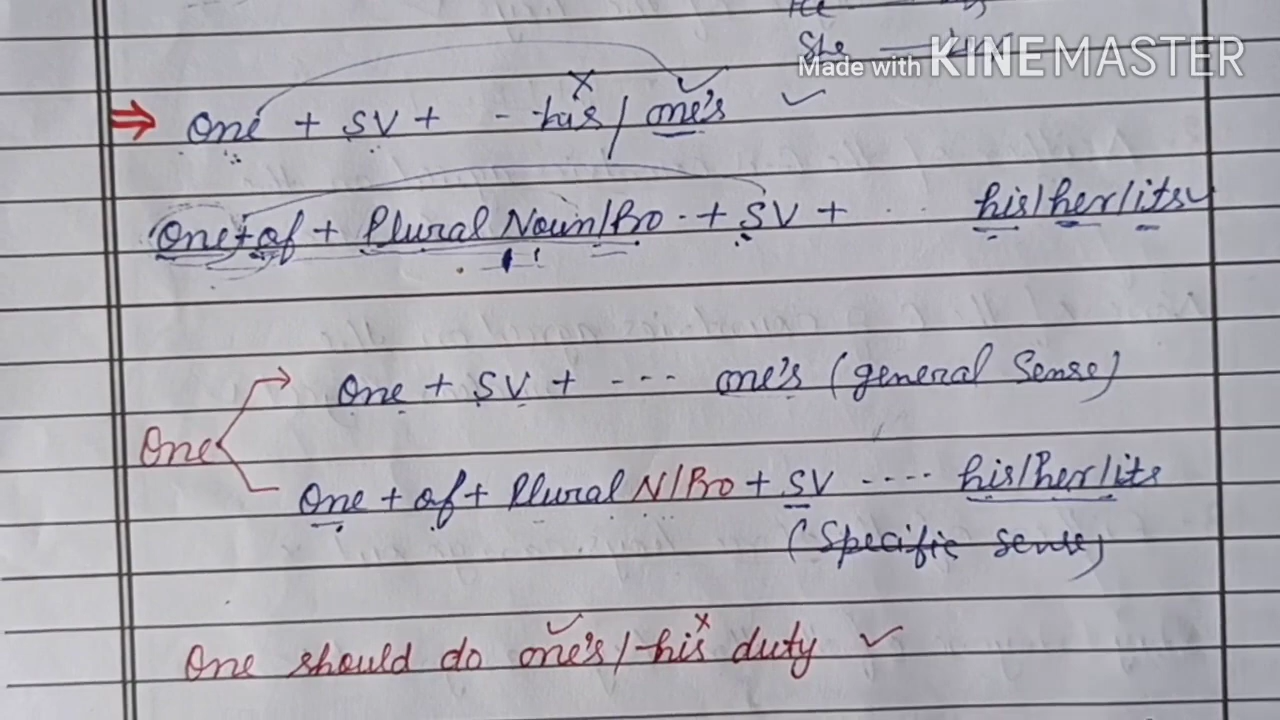 She
Made with KINEMASTER
⇒ One + SV + - his / one's ✓
One + of + Plural Noun/Pro. + SV + .. his/her/its
One + SV + --- one's (general Sense)
One
One + of + Plural N/Pro + SV ---- his/her/its
(Specific sense)
One should do one's / his duty ✓